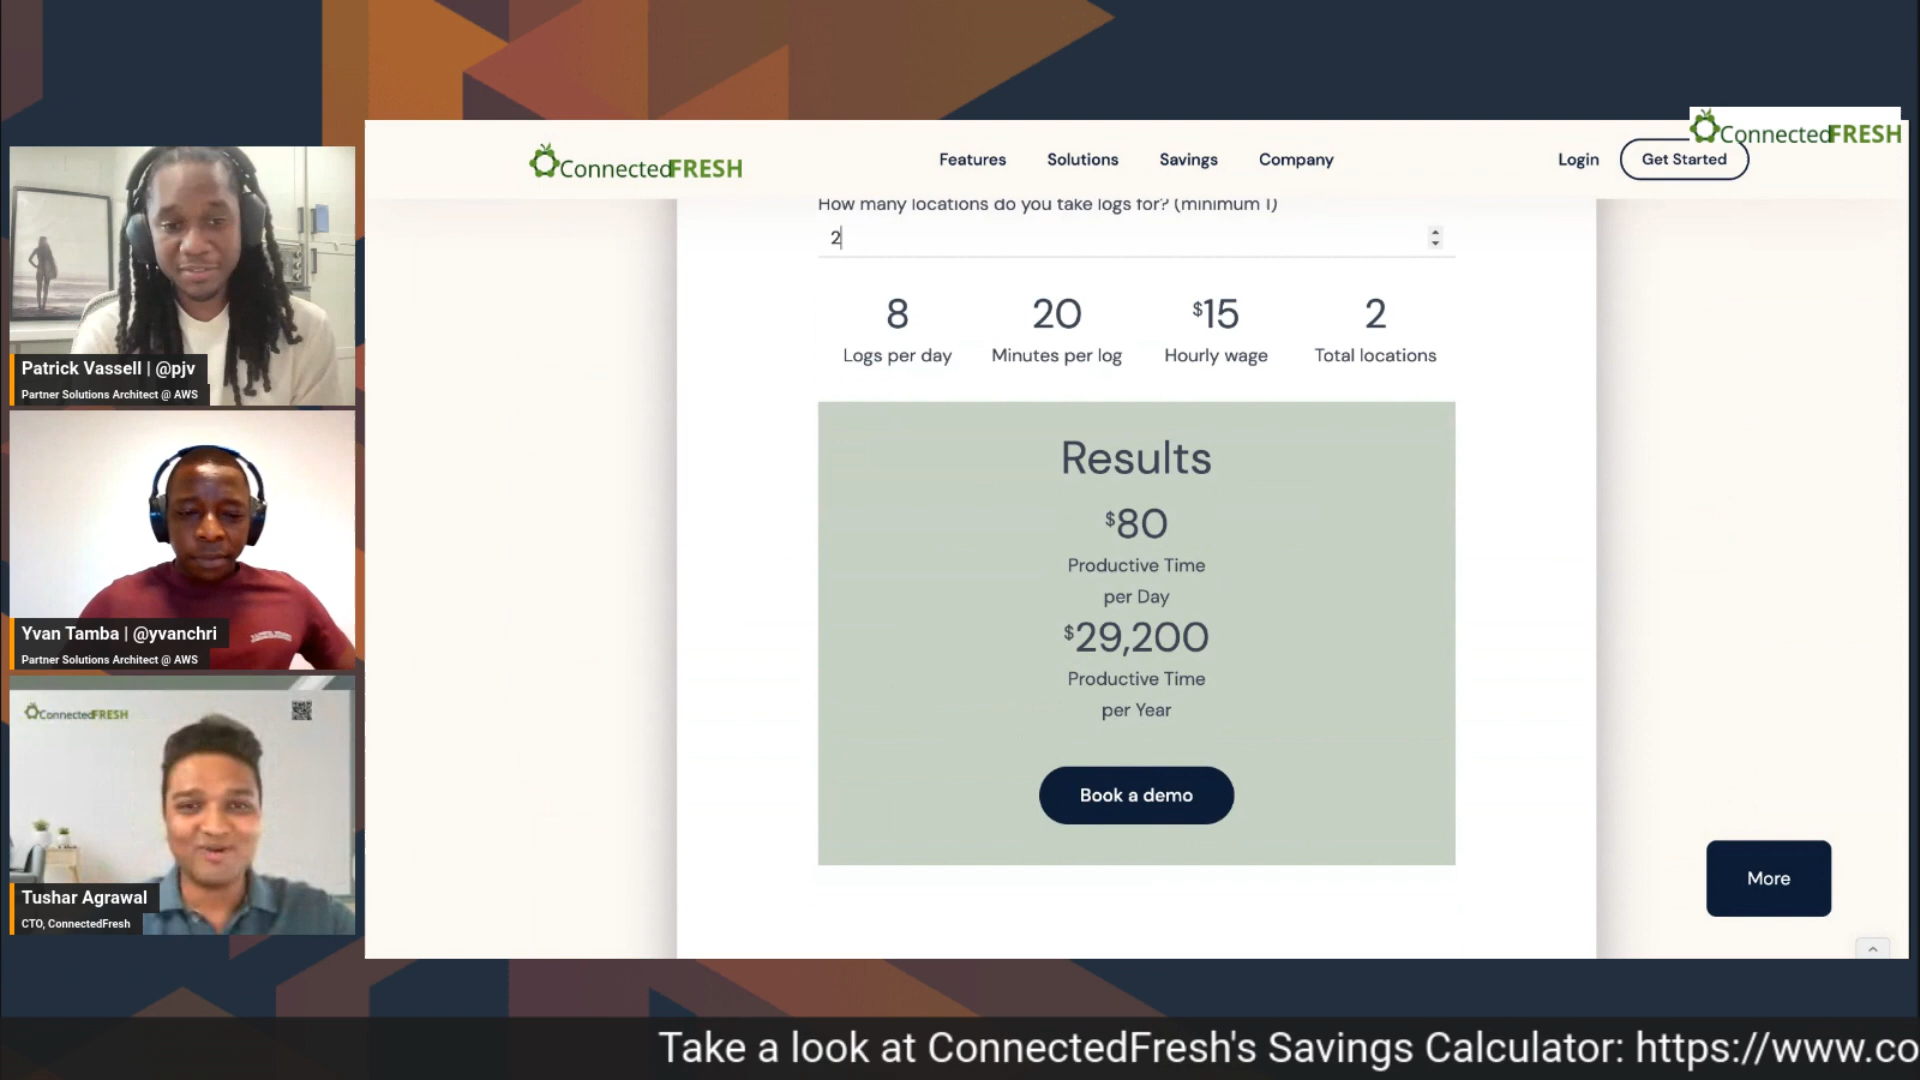 ConnectedFRESH
Features
Solutions
Savings
Company
Login
Get Started
ConnectedFRESH
How many locations do you take logs for? (minimum 1)
2
8
Logs per day
20
Minutes per log
$15
Hourly wage
2
Total locations
Results
$80
Productive Time
per Day
$29,200
Productive Time
per Year
Book a demo
More
Patrick Vassell | @pjv
Partner Solutions Architect @ AWS
Yvan Tamba | @yvanchri
Partner Solutions Architect @ AWS
ConnectedFRESH
Tushar Agrawal
CTO, ConnectedFresh
Take a look at ConnectedFresh's Savings Calculator: https://www.co